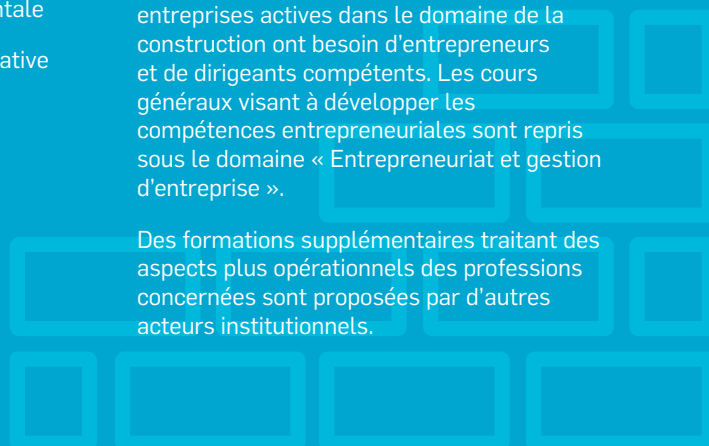 entreprises actives dans le domaine de la
construction ont besoin d'entrepreneurs
et de dirigeants compétents. Les cours
généraux visant à développer les
compétences entrepreneuriales sont repris
sous le domaine « Entrepreneuriat et gestion
d'entreprise ».
Des formations supplémentaires traitant des
aspects plus opérationnels des professions
concernées sont proposées par d'autres
acteurs institutionnels.